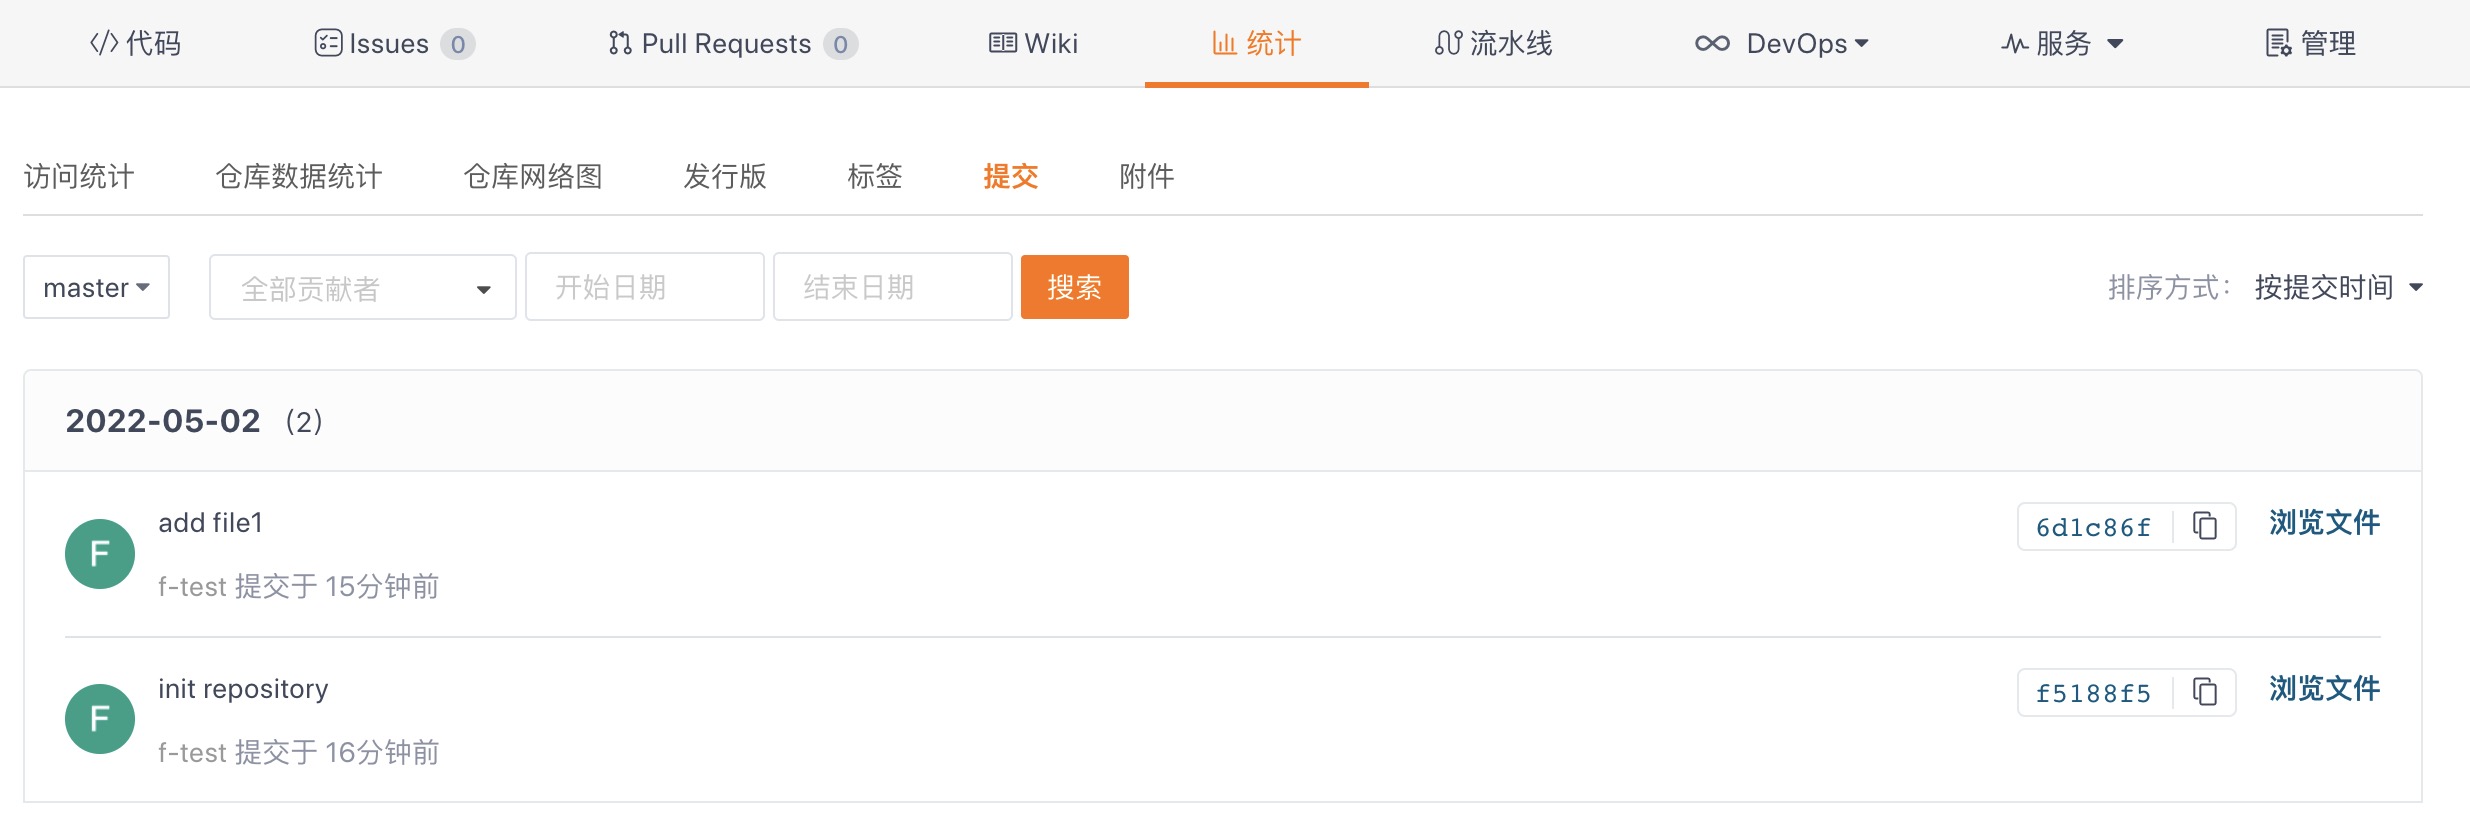 代码 Issues 0 Pull Requests 0 Wiki 统计 流水线 DevOps 服务 管理
访问统计 仓库数据统计 仓库网络图 发行版 标签 提交 附件
master 全部贡献者 开始日期 结束日期 搜索 排序方式： 按提交时间
2022-05-02 (2)
F
add file1 6d1c86f 浏览文件
f-test 提交于 15分钟前
F
init repository f5188f5 浏览文件
f-test 提交于 16分钟前